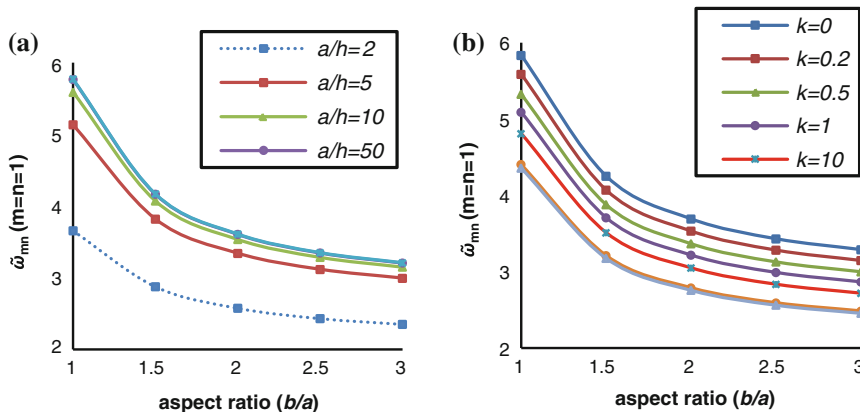 (a)
a/h=2
a/h=5
a/h=10
a/h=50
6
5
4
3
2
1
1.5
2
2.5
3
ω̃mn (m=n=1)
aspect ratio (b/a)
(b)
k=0
k=0.2
k=0.5
k=1
k=10
6
5
4
3
2
1
1.5
2
2.5
3
ω̃mn (m=n=1)
aspect ratio (b/a)